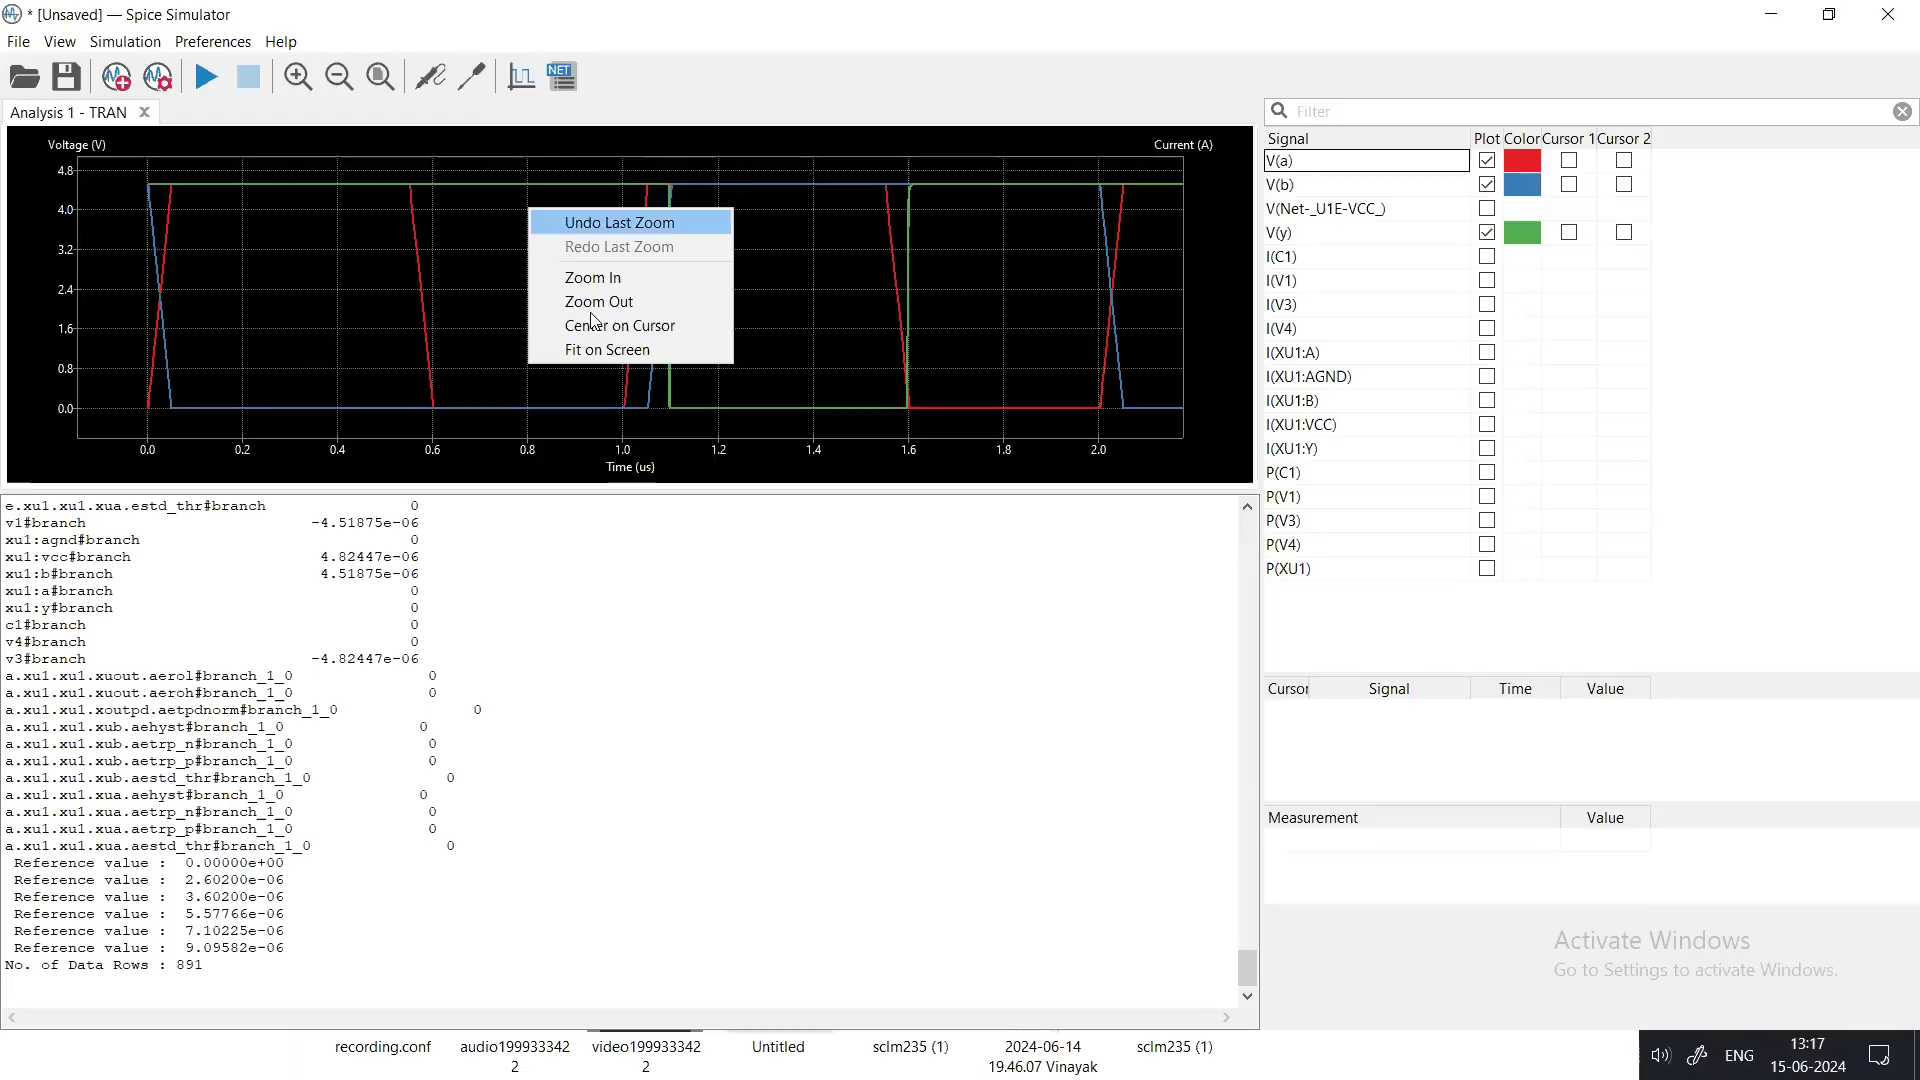 * [Unsaved] — Spice Simulator
File View Simulation Preferences Help
NET
Analysis 1 - TRAN
Voltage (V)
Current (A)
4.8
4.0
3.2
2.4
1.6
0.8
0.0
0.0 0.2 0.4 0.6 0.8 1.0 1.2 1.4 1.6 1.8 2.0
Time (us)
Undo Last Zoom
Redo Last Zoom
Zoom In
Zoom Out
Center on Cursor
Fit on Screen
e.xu1.xu1.xua.estd_thr#branch 0
v1#branch -4.51875e-06
xu1:agnd#branch 0
xu1:vcc#branch 4.82447e-06
xu1:b#branch 4.51875e-06
xu1:a#branch 0
xu1:y#branch 0
c1#branch 0
v4#branch 0
v3#branch -4.82447e-06
a.xu1.xu1.xuout.aerol#branch_1_0 0
a.xu1.xu1.xuout.aeroh#branch_1_0 0
a.xu1.xu1.xoutpd.aetpdnorm#branch_1_0 0
a.xu1.xu1.xub.aehyst#branch_1_0 0
a.xu1.xu1.xub.aetrp_n#branch_1_0 0
a.xu1.xu1.xub.aetrp_p#branch_1_0 0
a.xu1.xu1.xub.aestd_thr#branch_1_0 0
a.xu1.xu1.xua.aehyst#branch_1_0 0
a.xu1.xu1.xua.aetrp_n#branch_1_0 0
a.xu1.xu1.xua.aetrp_p#branch_1_0 0
a.xu1.xu1.xua.aestd_thr#branch_1_0 0
Reference value : 0.00000e+00
Reference value : 2.60200e-06
Reference value : 3.60200e-06
Reference value : 5.57766e-06
Reference value : 7.10225e-06
Reference value : 9.09582e-06
No. of Data Rows : 891
Filter
Signal Plot Color Cursor 1 Cursor 2
V(a)
V(b)
V(Net-_U1E-VCC_)
V(y)
I(C1)
I(V1)
I(V3)
I(V4)
I(XU1:A)
I(XU1:AGND)
I(XU1:B)
I(XU1:VCC)
I(XU1:Y)
P(C1)
P(V1)
P(V3)
P(V4)
P(XU1)
Cursor Signal Time Value
Measurement Value
Activate Windows
Go to Settings to activate Windows.
recording.conf audio199933342 video199933342 Untitled sclm235 (1) 2024-06-14 sclm235 (1)
2 2 19.46.07 Vinayak
ENG
13:17
15-06-2024